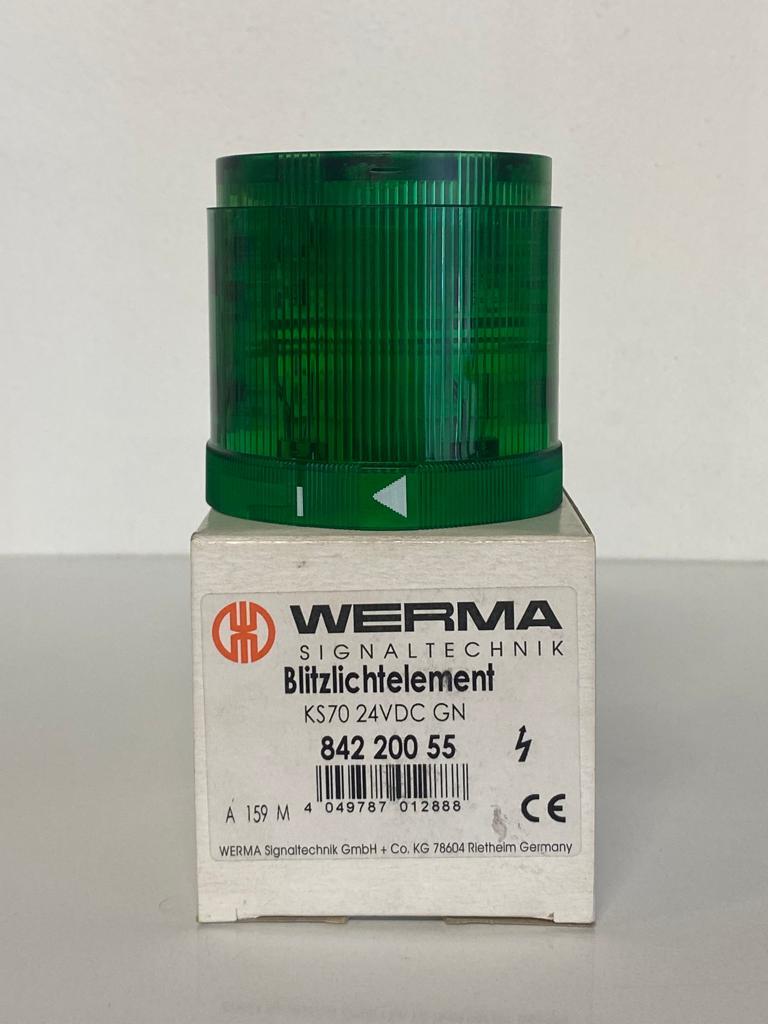 WERMA
SIGNALTECHNIK
Blitzlichtelement
KS70 24VDC GN
842 200 55
A 159 M 4 049787 012888 CE
WERMA Signaltechnik GmbH + Co. KG 78604 Rietheim Germany